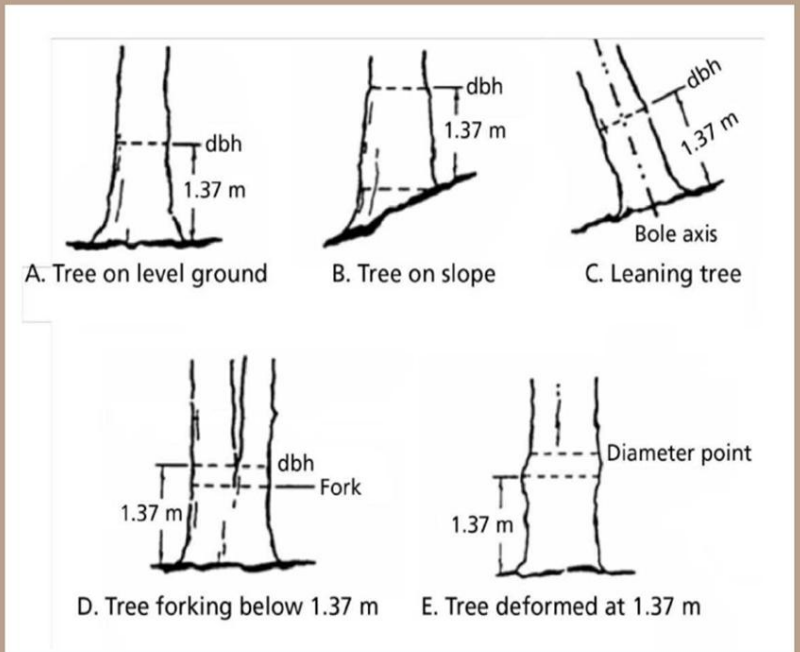 dbh
1.37 m
A. Tree on level ground
dbh
1.37 m
B. Tree on slope
dbh
1.37 m
Bole axis
C. Leaning tree
dbh
Fork
1.37 m
D. Tree forking below 1.37 m
Diameter point
1.37 m
E. Tree deformed at 1.37 m